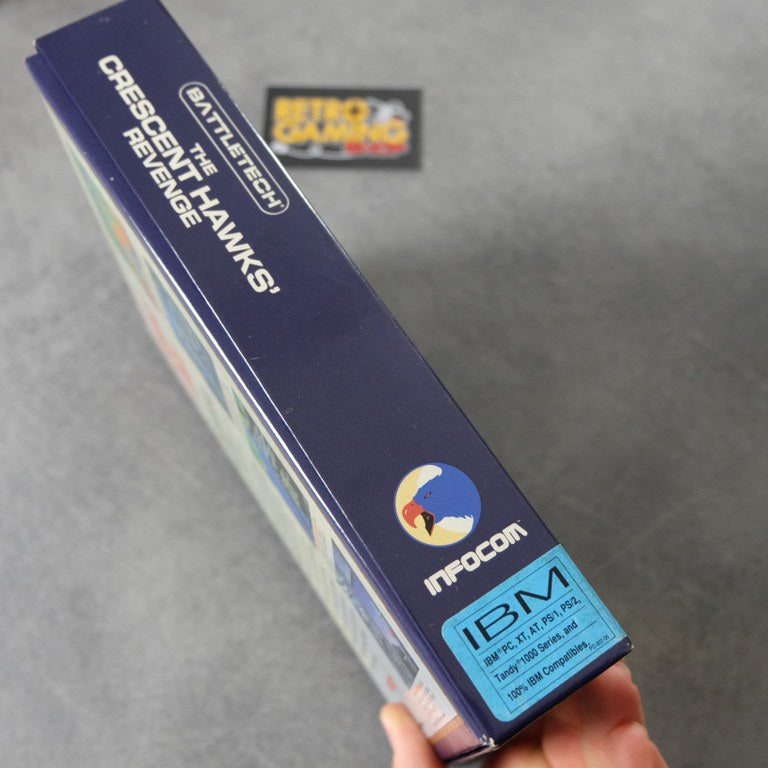 BATTLETECH®
THE
CRESCENT HAWKS'
REVENGE
RETRO
GAMING
INFOCOM™
IBM
IBM® PC, XT, AT, PS/1, PS/2,
Tandy® 1000 Series, and
100% IBM Compatibles.